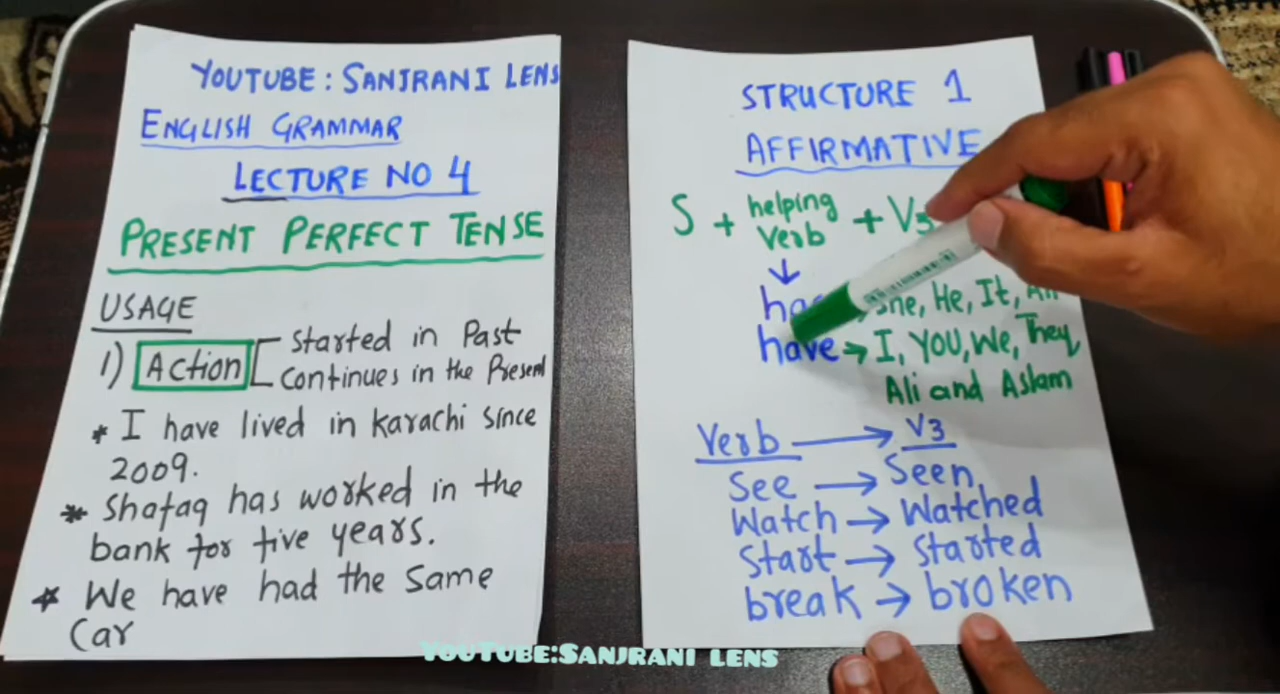 YOUTUBE: SANJRANI LENS
ENGLISH GRAMMAR
LECTURE NO 4
PRESENT PERFECT TENSE
USAGE
1) Action Started in Past
continues in the Present
* I have lived in karachi since
2009.
* Shafaq has worked in the
bank for five years.
* We have had the Same
Car
STRUCTURE 1
AFFIRMATIVE
S + helping verb + V3
She, He, It,
have → I, YOU, We, They,
Ali and Aslam
Verb → V3
See → Seen
Watch → Watched
Start → Started
break → broken
YOUTUBE:SANJRANI LENS